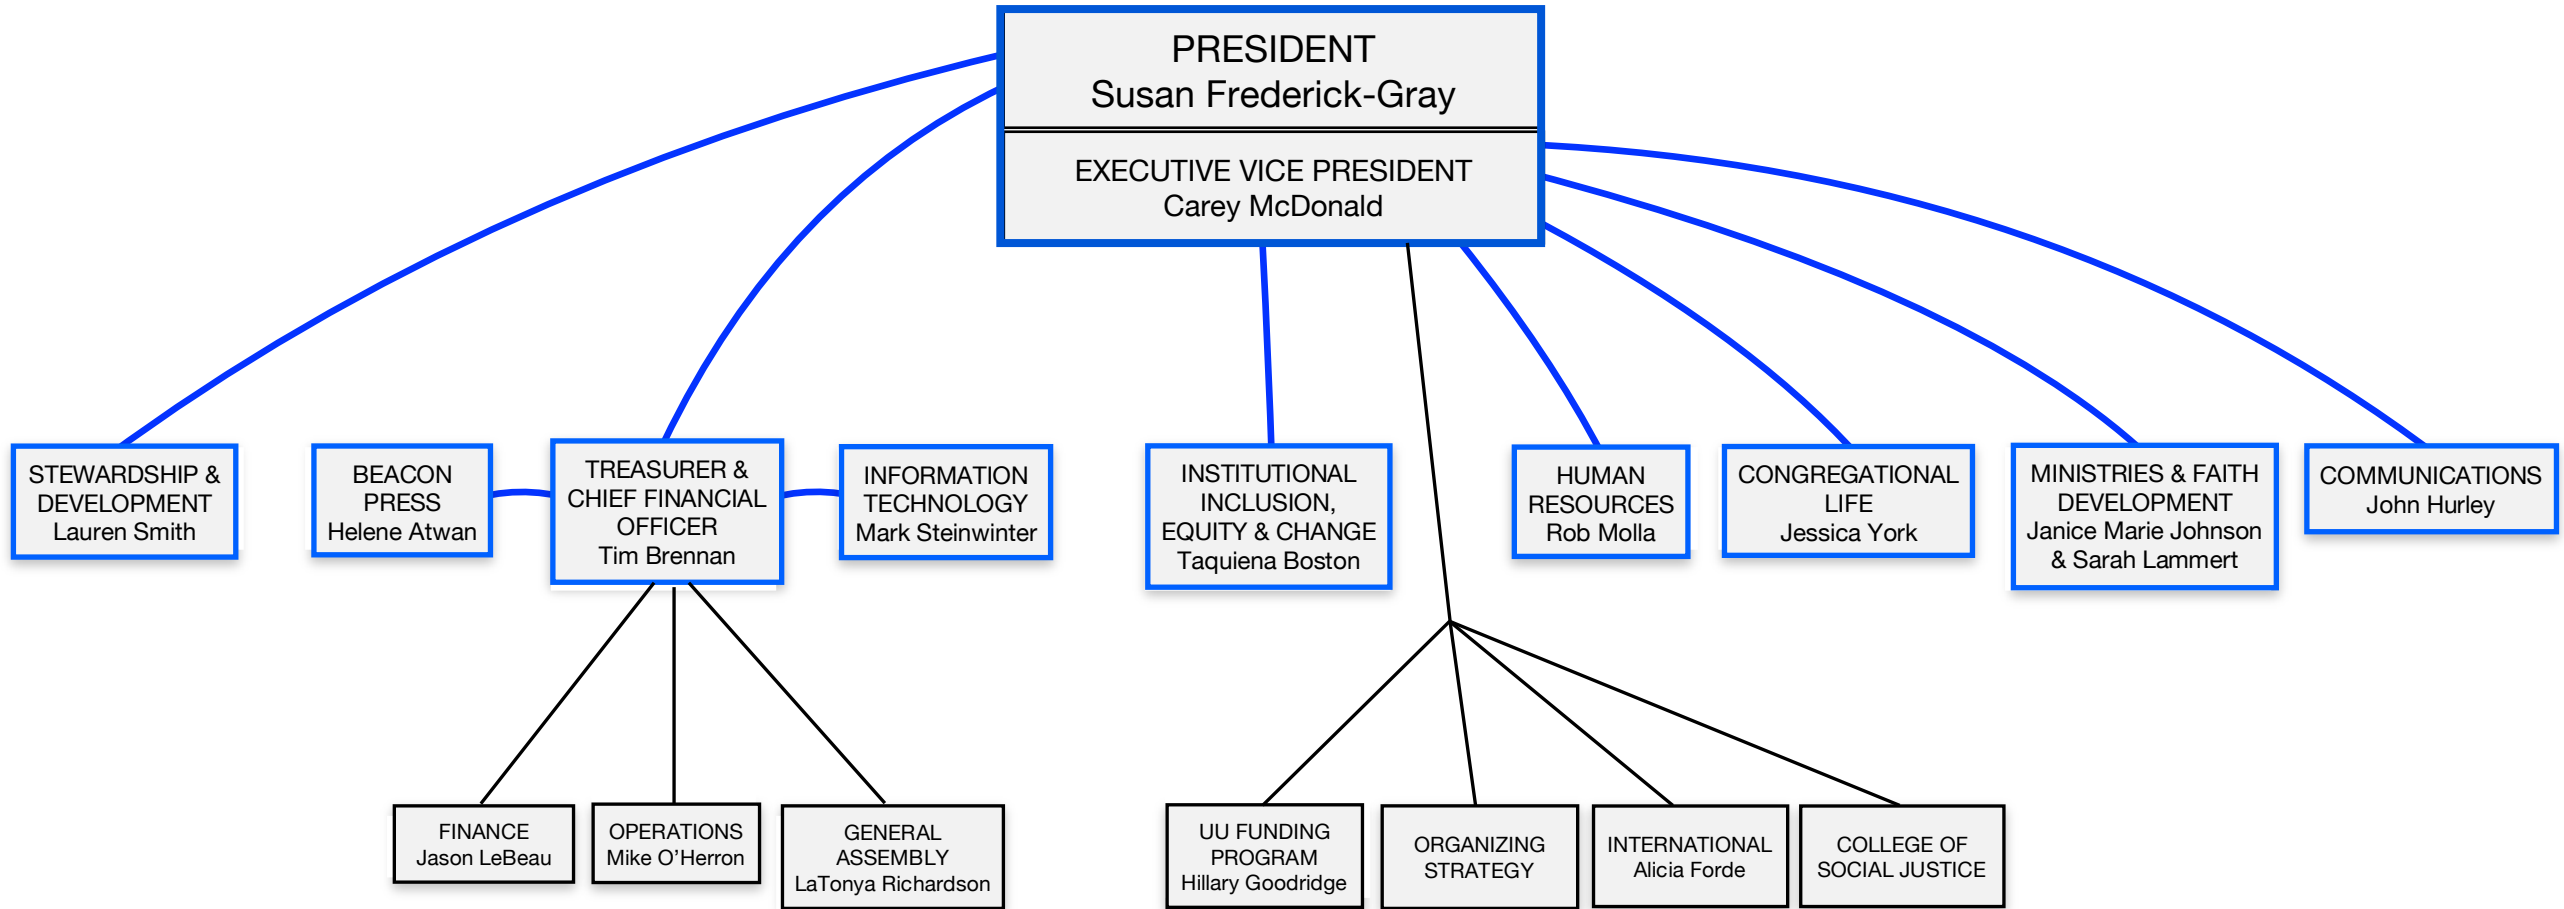 PRESIDENT
Susan Frederick-Gray
EXECUTIVE VICE PRESIDENT
Carey McDonald
STEWARDSHIP &
DEVELOPMENT
Lauren Smith
BEACON
PRESS
Helene Atwan
TREASURER &
CHIEF FINANCIAL
OFFICER
Tim Brennan
INFORMATION
TECHNOLOGY
Mark Steinwinter
INSTITUTIONAL
INCLUSION,
EQUITY & CHANGE
Taquiena Boston
HUMAN
RESOURCES
Rob Molla
CONGREGATIONAL
LIFE
Jessica York
MINISTRIES & FAITH
DEVELOPMENT
Janice Marie Johnson
& Sarah Lammert
COMMUNICATIONS
John Hurley
FINANCE
Jason LeBeau
OPERATIONS
Mike O’Herron
GENERAL
ASSEMBLY
LaTonya Richardson
UU FUNDING
PROGRAM
Hillary Goodridge
ORGANIZING
STRATEGY
INTERNATIONAL
Alicia Forde
COLLEGE OF
SOCIAL JUSTICE